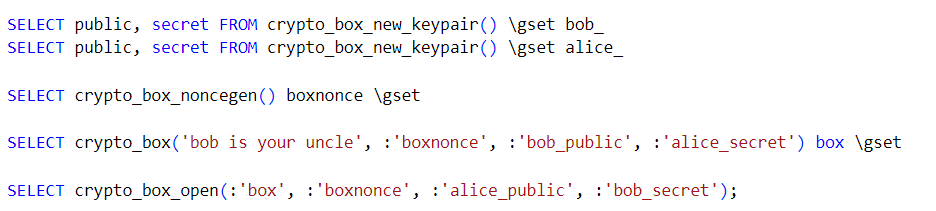 SELECT public, secret FROM crypto_box_new_keypair() \gset bob_
SELECT public, secret FROM crypto_box_new_keypair() \gset alice_
SELECT crypto_box_noncegen() boxnonce \gset
SELECT crypto_box('bob is your uncle', :'boxnonce', :'bob_public', :'alice_secret') box \gset
SELECT crypto_box_open(:'box', :'boxnonce', :'alice_public', :'bob_secret');